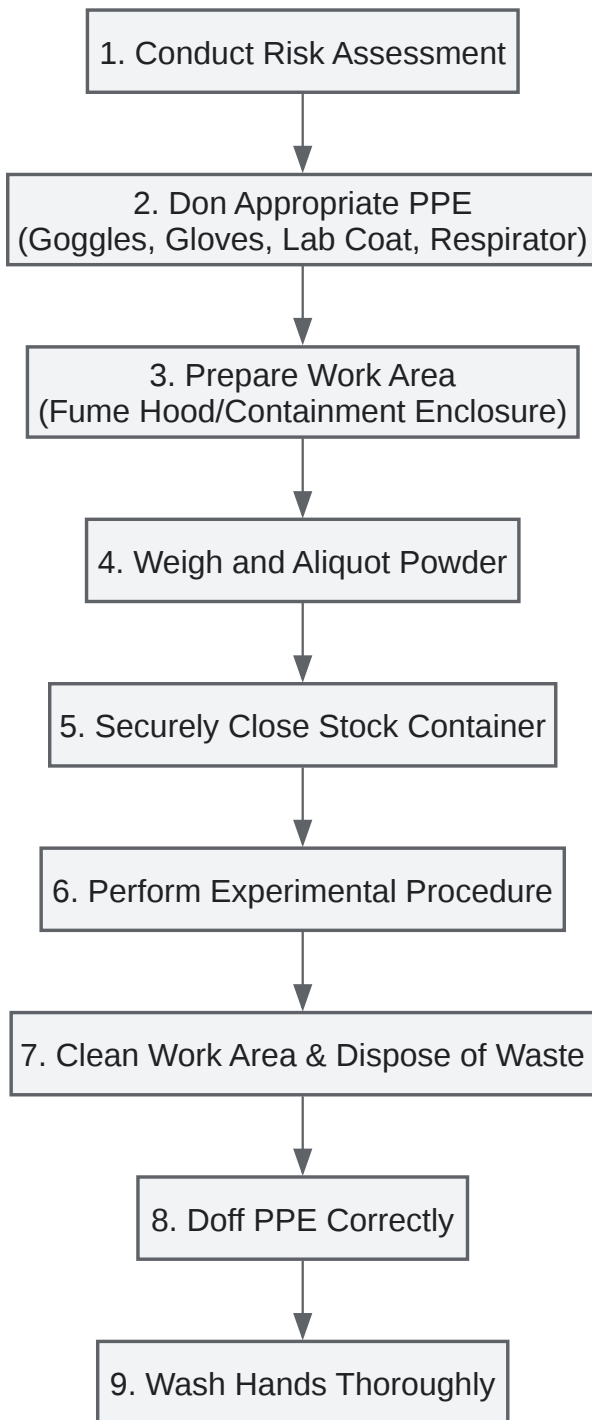 1. Conduct Risk Assessment
2. Don Appropriate PPE
(Goggles, Gloves, Lab Coat, Respirator)
3. Prepare Work Area
(Fume Hood/Containment Enclosure)
4. Weigh and Aliquot Powder
5. Securely Close Stock Container
6. Perform Experimental Procedure
7. Clean Work Area & Dispose of Waste
8. Doff PPE Correctly
9. Wash Hands Thoroughly